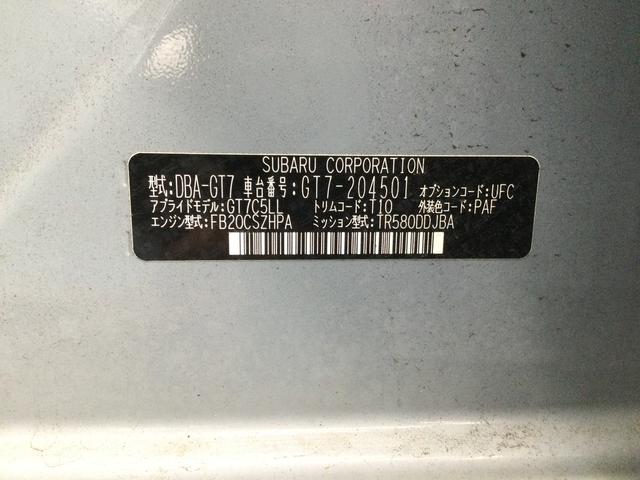 SUBARU CORPORATION
型式:DBA-GT7 車台番号:GT7-204501 オプションコード:UFC
アプライドモデル:GT7C5LL トリムコード:T10 外装色コード:PAF
エンジン型式:FB20CSZHPA ミッション型式:TR580DDJBA